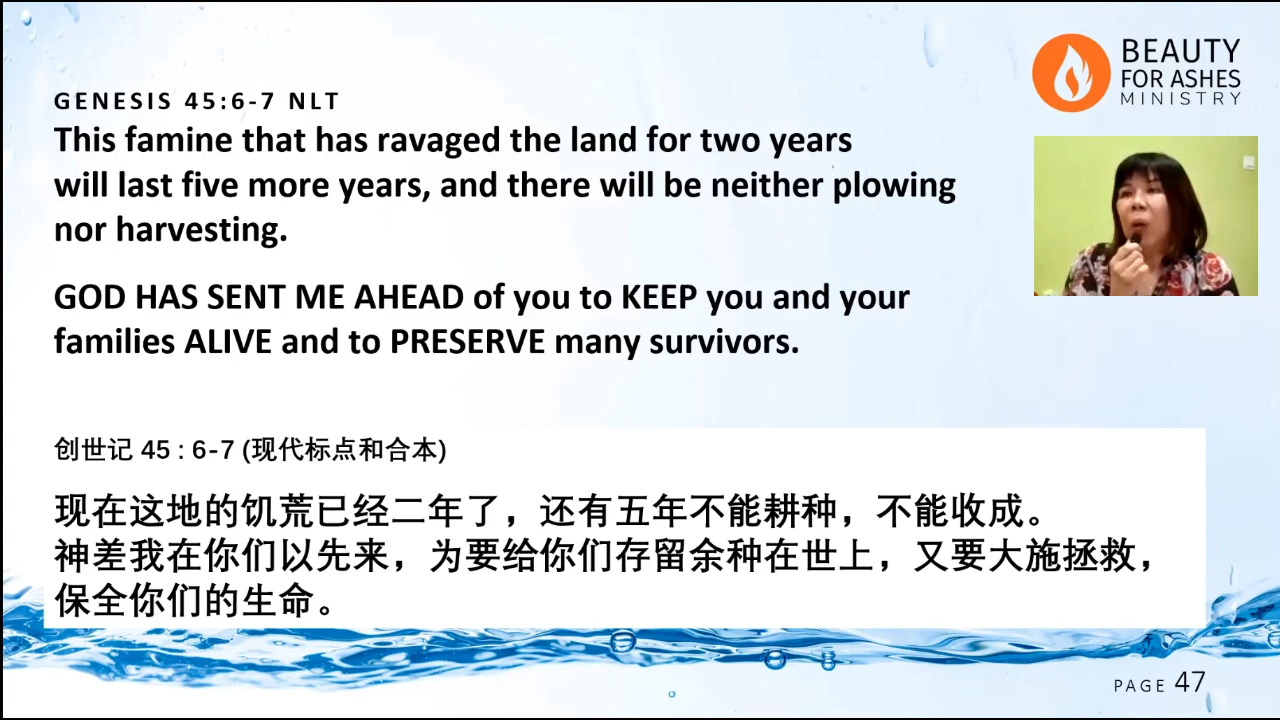 BEAUTY
FOR ASHES
MINISTRY
GENESIS 45:6-7 NLT
This famine that has ravaged the land for two years
will last five more years, and there will be neither plowing
nor harvesting.
GOD HAS SENT ME AHEAD of you to KEEP you and your
families ALIVE and to PRESERVE many survivors.
创世记 45 : 6-7 (现代标点和合本)
现在这地的饥荒已经二年了，还有五年不能耕种，不能收成。
神差我在你们以先来，为要给你们存留余种在世上，又要大施拯救，
保全你们的生命。
PAGE 47